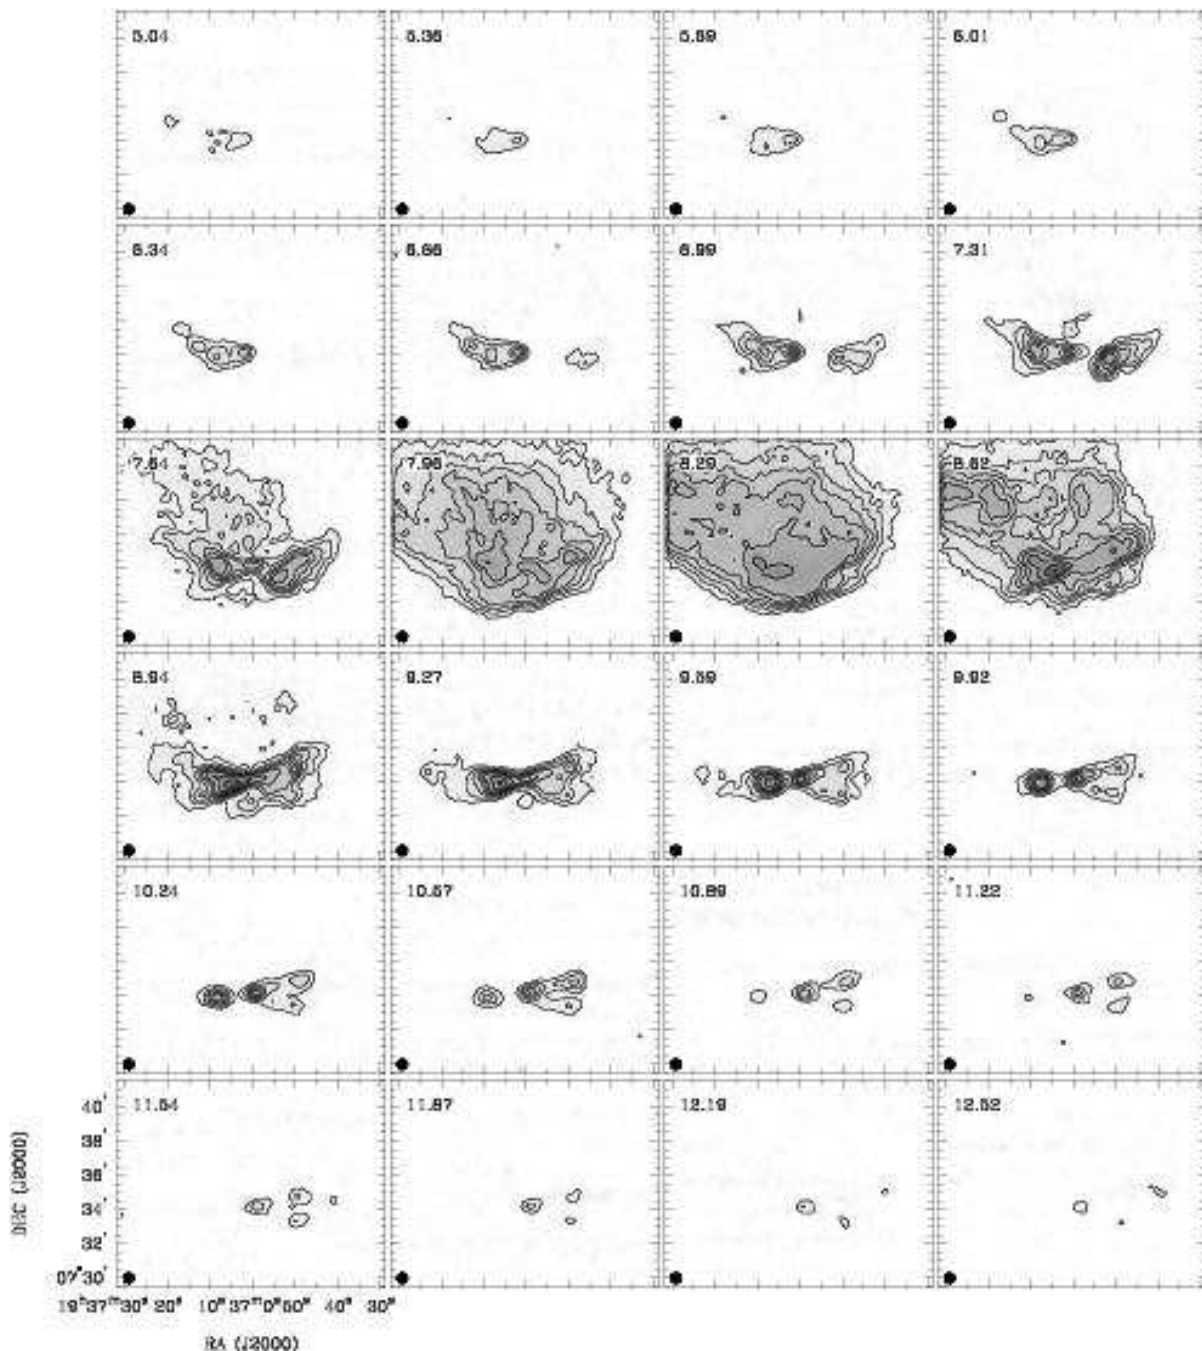 5.04 5.36 5.69 6.01
6.34 6.66 6.99 7.31
7.64 7.96 8.29 8.62
8.94 9.27 9.59 9.92
10.24 10.57 10.89 11.22
11.54 11.87 12.19 12.52
40'
38'
36'
34'
32'
07°30'
DEC (J2000)
19ʰ37ᵐ30ˢ 20ˢ 10ˢ 37ᵐ0ˢ 50ˢ 40ˢ 30ˢ
RA (J2000)